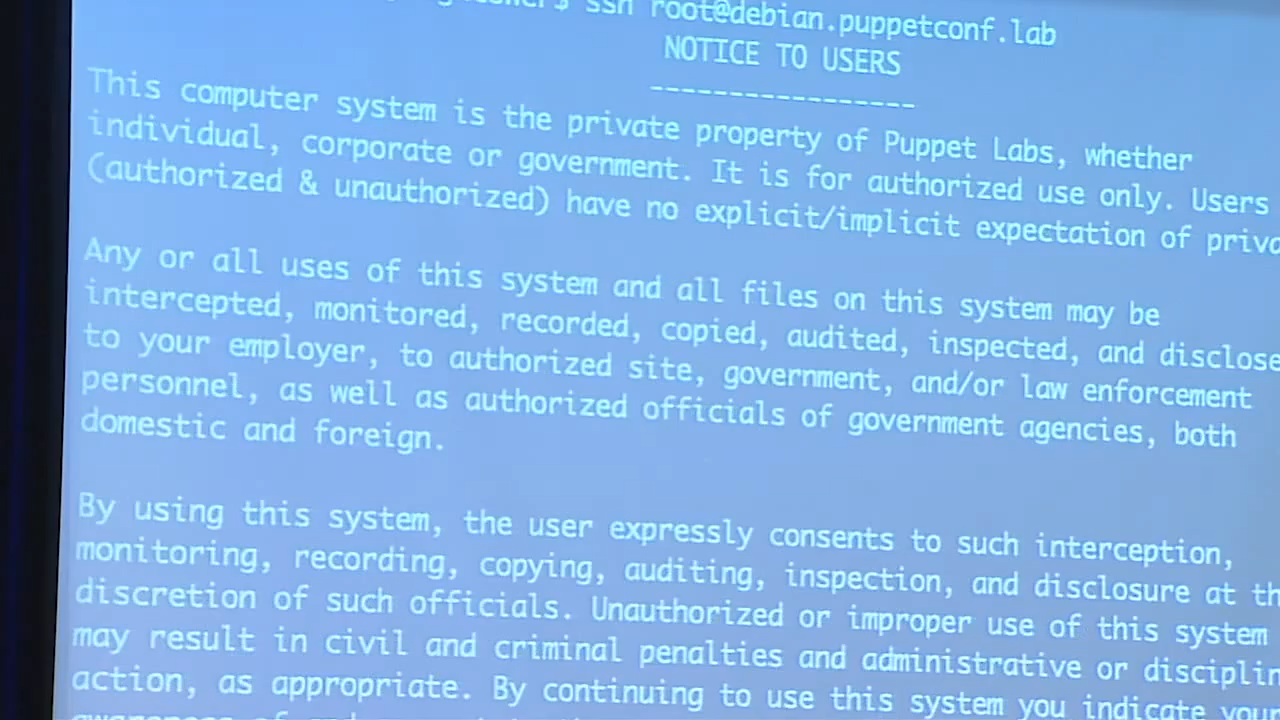 $ ssh root@debian.puppetconf.lab
NOTICE TO USERS
-----------------
This computer system is the private property of Puppet Labs, whether
individual, corporate or government. It is for authorized use only. Users
(authorized & unauthorized) have no explicit/implicit expectation of priva
Any or all uses of this system and all files on this system may be
intercepted, monitored, recorded, copied, audited, inspected, and disclose
to your employer, to authorized site, government, and/or law enforcement
personnel, as well as authorized officials of government agencies, both
domestic and foreign.
By using this system, the user expressly consents to such interception,
monitoring, recording, copying, auditing, inspection, and disclosure at th
discretion of such officials. Unauthorized or improper use of this system
may result in civil and criminal penalties and administrative or disciplin
action, as appropriate. By continuing to use this system you indicate your